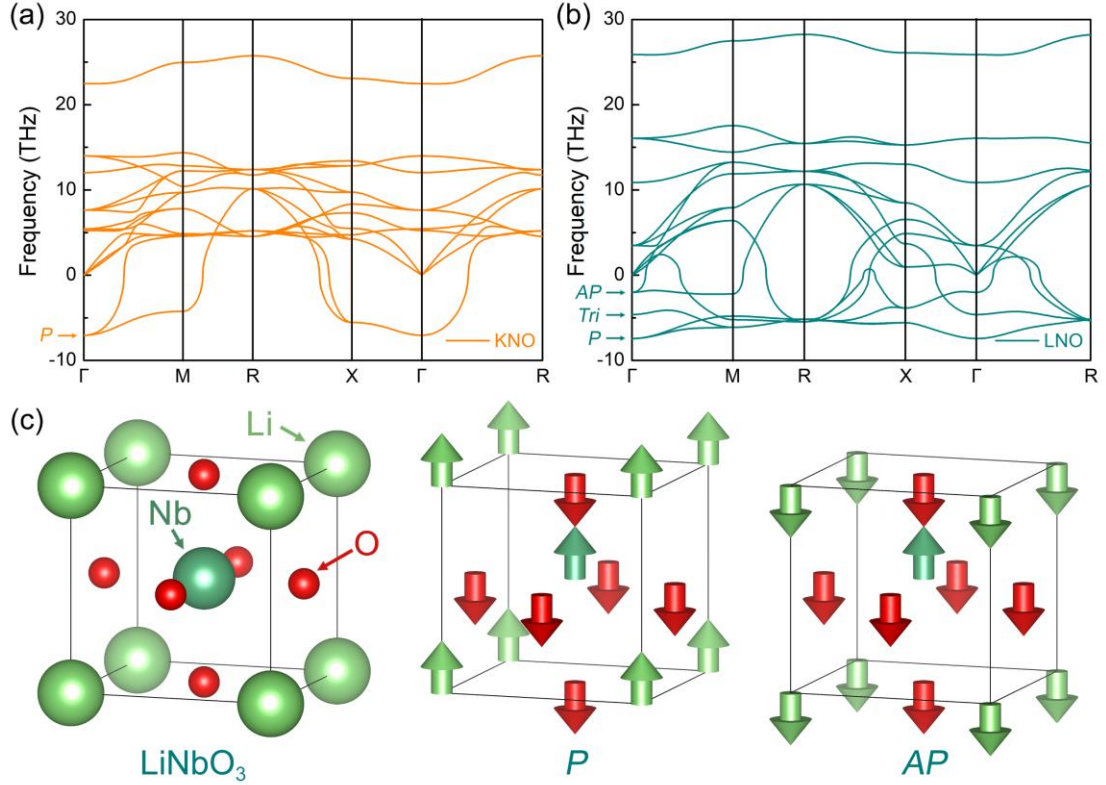 (a)
30
20
10
0
-10
Frequency (THz)
P
KNO
Γ M R X Γ R
(b)
30
20
10
0
-10
Frequency (THz)
AP
Tri
P
LNO
Γ M R X Γ R
(c)
Li
Nb
O
LiNbO₃
P
AP